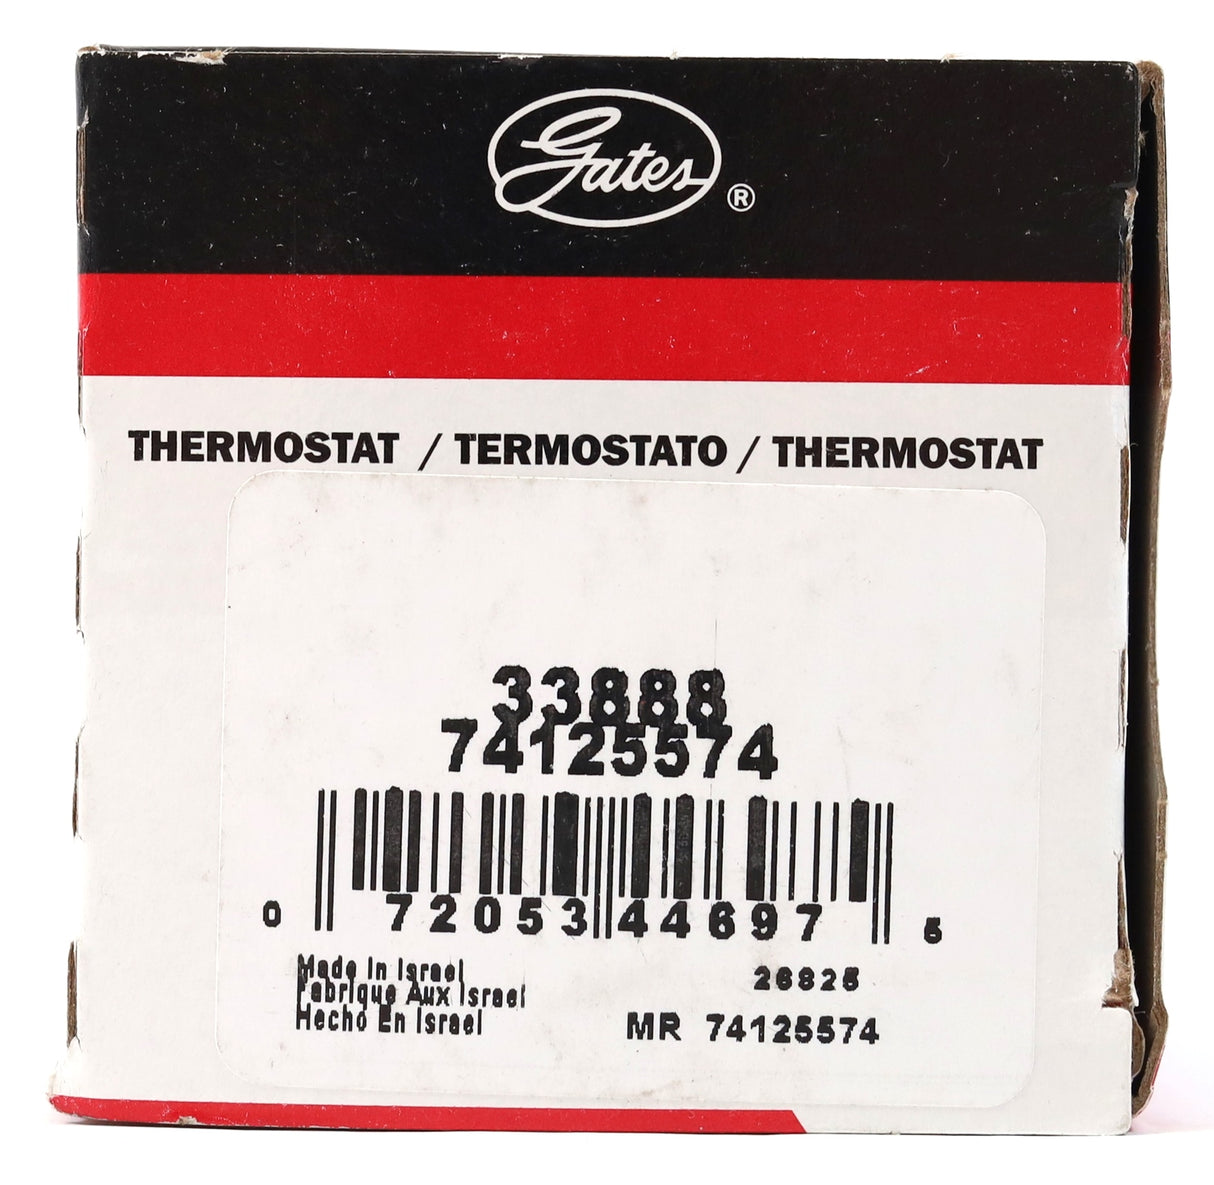 Gates®
THERMOSTAT / TERMOSTATO / THERMOSTAT
33888
74125574
0 72053 44697 5
Made In Israel
Fabrique Aux Israel
Hecho En Israel
26825
MR 74125574